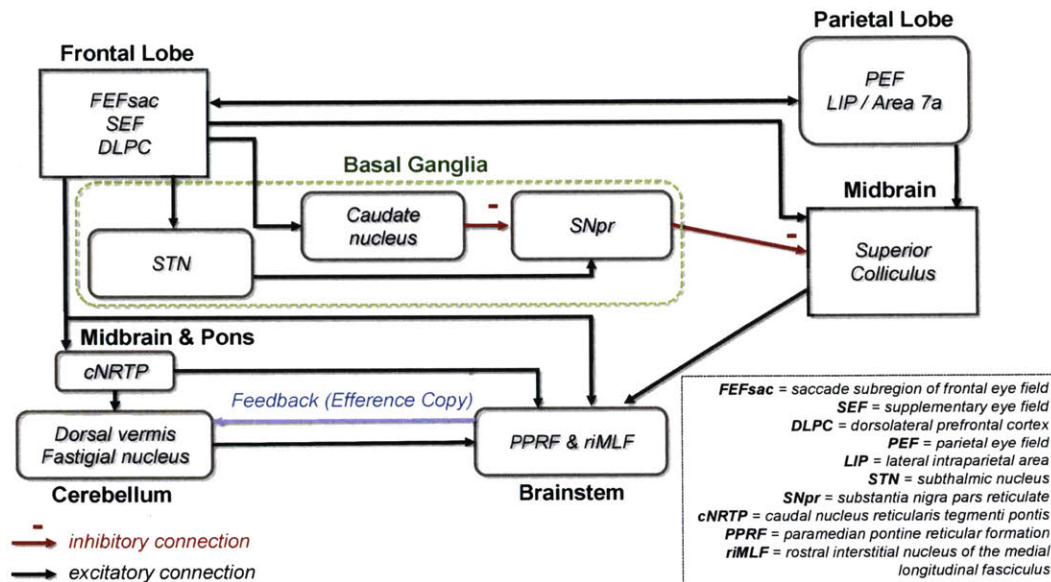 Parietal Lobe
Frontal Lobe
PEF
LIP / Area 7a
FEFsac
SEF
DLPC
Basal Ganglia
Midbrain
-
Caudate
nucleus
SNpr
-
STN
Superior
Colliculus
Midbrain & Pons
cNRTP
Feedback (Efference Copy)
Dorsal vermis
Fastigial nucleus
PPRF & riMLF
Cerebellum
Brainstem
-
inhibitory connection
excitatory connection
FEFsac = saccade subregion of frontal eye field
SEF = supplementary eye field
DLPC = dorsolateral prefrontal cortex
PEF = parietal eye field
LIP = lateral intraparietal area
STN = subthalmic nucleus
SNpr = substantia nigra pars reticulate
cNRTP = caudal nucleus reticularis tegmenti pontis
PPRF = paramedian pontine reticular formation
riMLF = rostral interstitial nucleus of the medial
longitudinal fasciculus